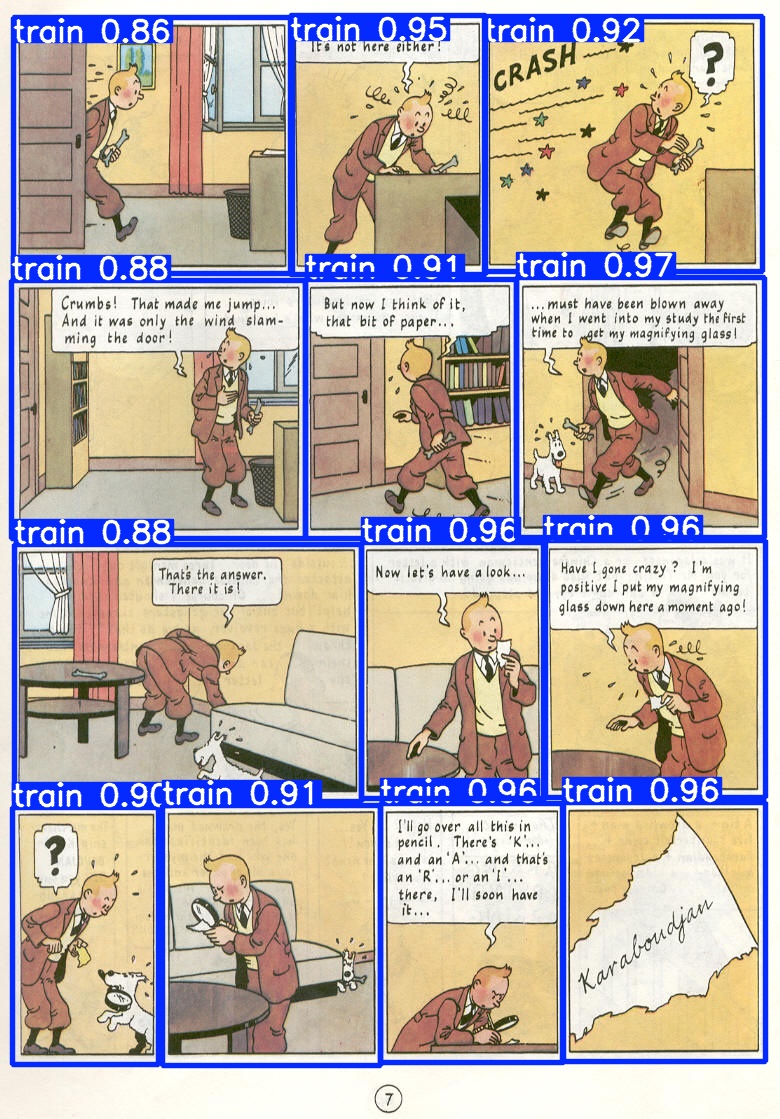 train 0.86
train 0.95
It's not here either!
train 0.92
CRASH
?
train 0.88
Crumbs! That made me jump...
And it was only the wind slam-
ming the door!
train 0.91
But now I think of it,
that bit of paper...
train 0.97
...must have been blown away
when I went into my study the first
time to get my magnifying glass!
train 0.88
That's the answer.
There it is!
train 0.96
Now let's have a look...
train 0.96
Have I gone crazy? I'm
positive I put my magnifying
glass down here a moment ago!
train 0.90
?
train 0.91
train 0.96
I'll go over all this in
pencil. There's 'K'...
and an 'A'... and that's
an 'R'... or an 'I'...
there, I'll soon have
it...
train 0.96
Karaboudjan
7